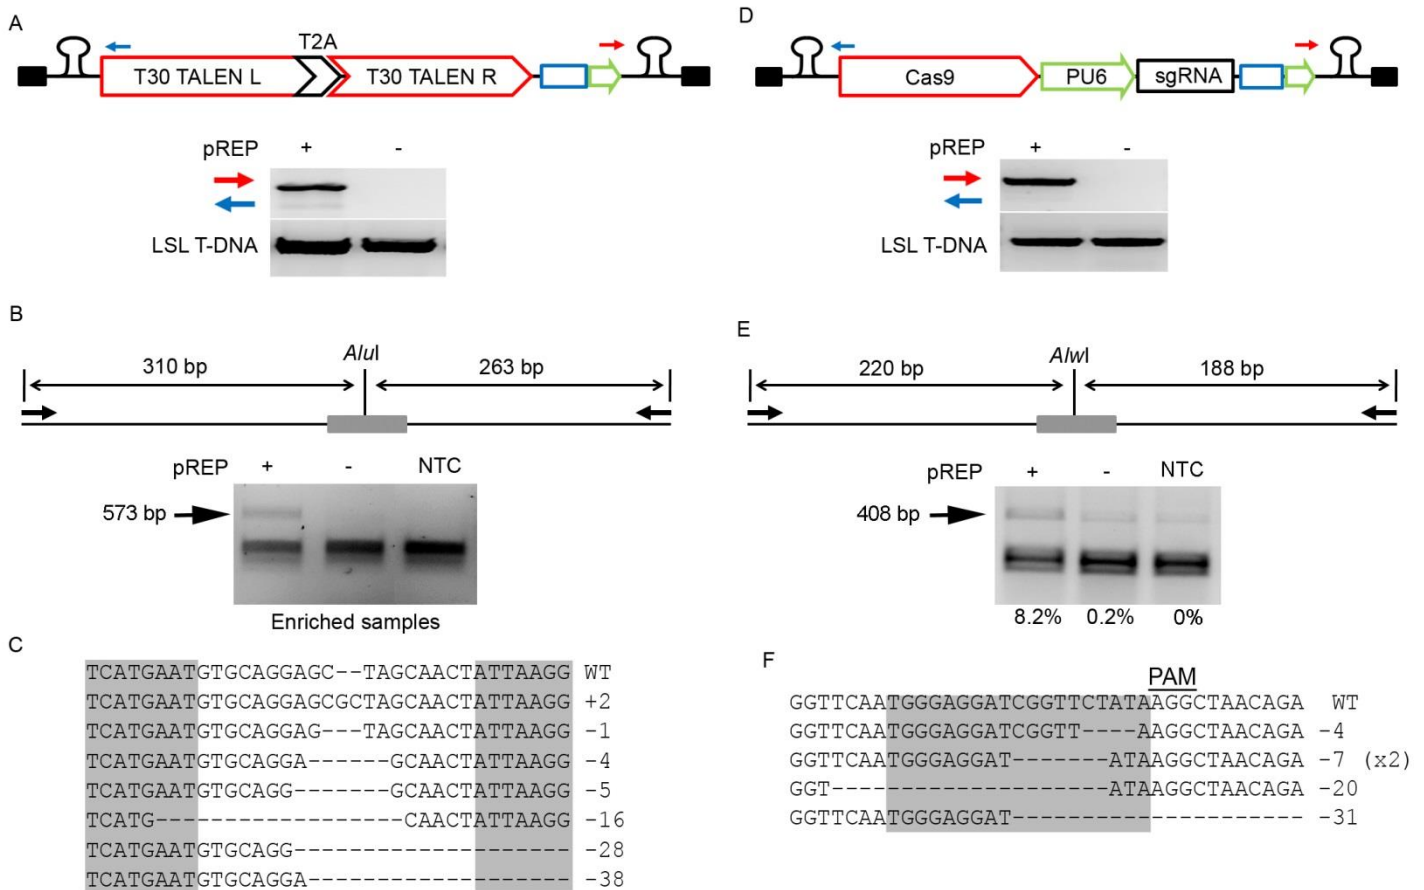 A
T2A
T30 TALEN L
T30 TALEN R
pREP + -
LSL T-DNA
B
AluI
310 bp
263 bp
pREP + - NTC
573 bp
Enriched samples
C
TCATGAATGTGCAGGAGC--TAGCAACTATTAAGG WT
TCATGAATGTGCAGGAGCGCTAGCAACTATTAAGG +2
TCATGAATGTGCAGGAG---TAGCAACTATTAAGG -1
TCATGAATGTGCAGGA------GCAACTATTAAGG -4
TCATGAATGTGCAGG-------GCAACTATTAAGG -5
TCATG------------------CAACTATTAAGG -16
TCATGAATGTGCAGG-------------------- -28
TCATGAATGTGCAGGA------------------- -38
D
Cas9
PU6
sgRNA
pREP + -
LSL T-DNA
E
AlwI
220 bp
188 bp
pREP + - NTC
408 bp
8.2% 0.2% 0%
F
PAM
GGTTCAATGGGAGGATCGGTTCTATAAGGCTAACAGA WT
GGTTCAATGGGAGGATCGGTT----AAGGCTAACAGA -4
GGTTCAATGGGAGGAT-------ATAAGGCTAACAGA -7 (x2)
GGT--------------------ATAAGGCTAACAGA -20
GGTTCAATGGGAGGAT--------------------- -31